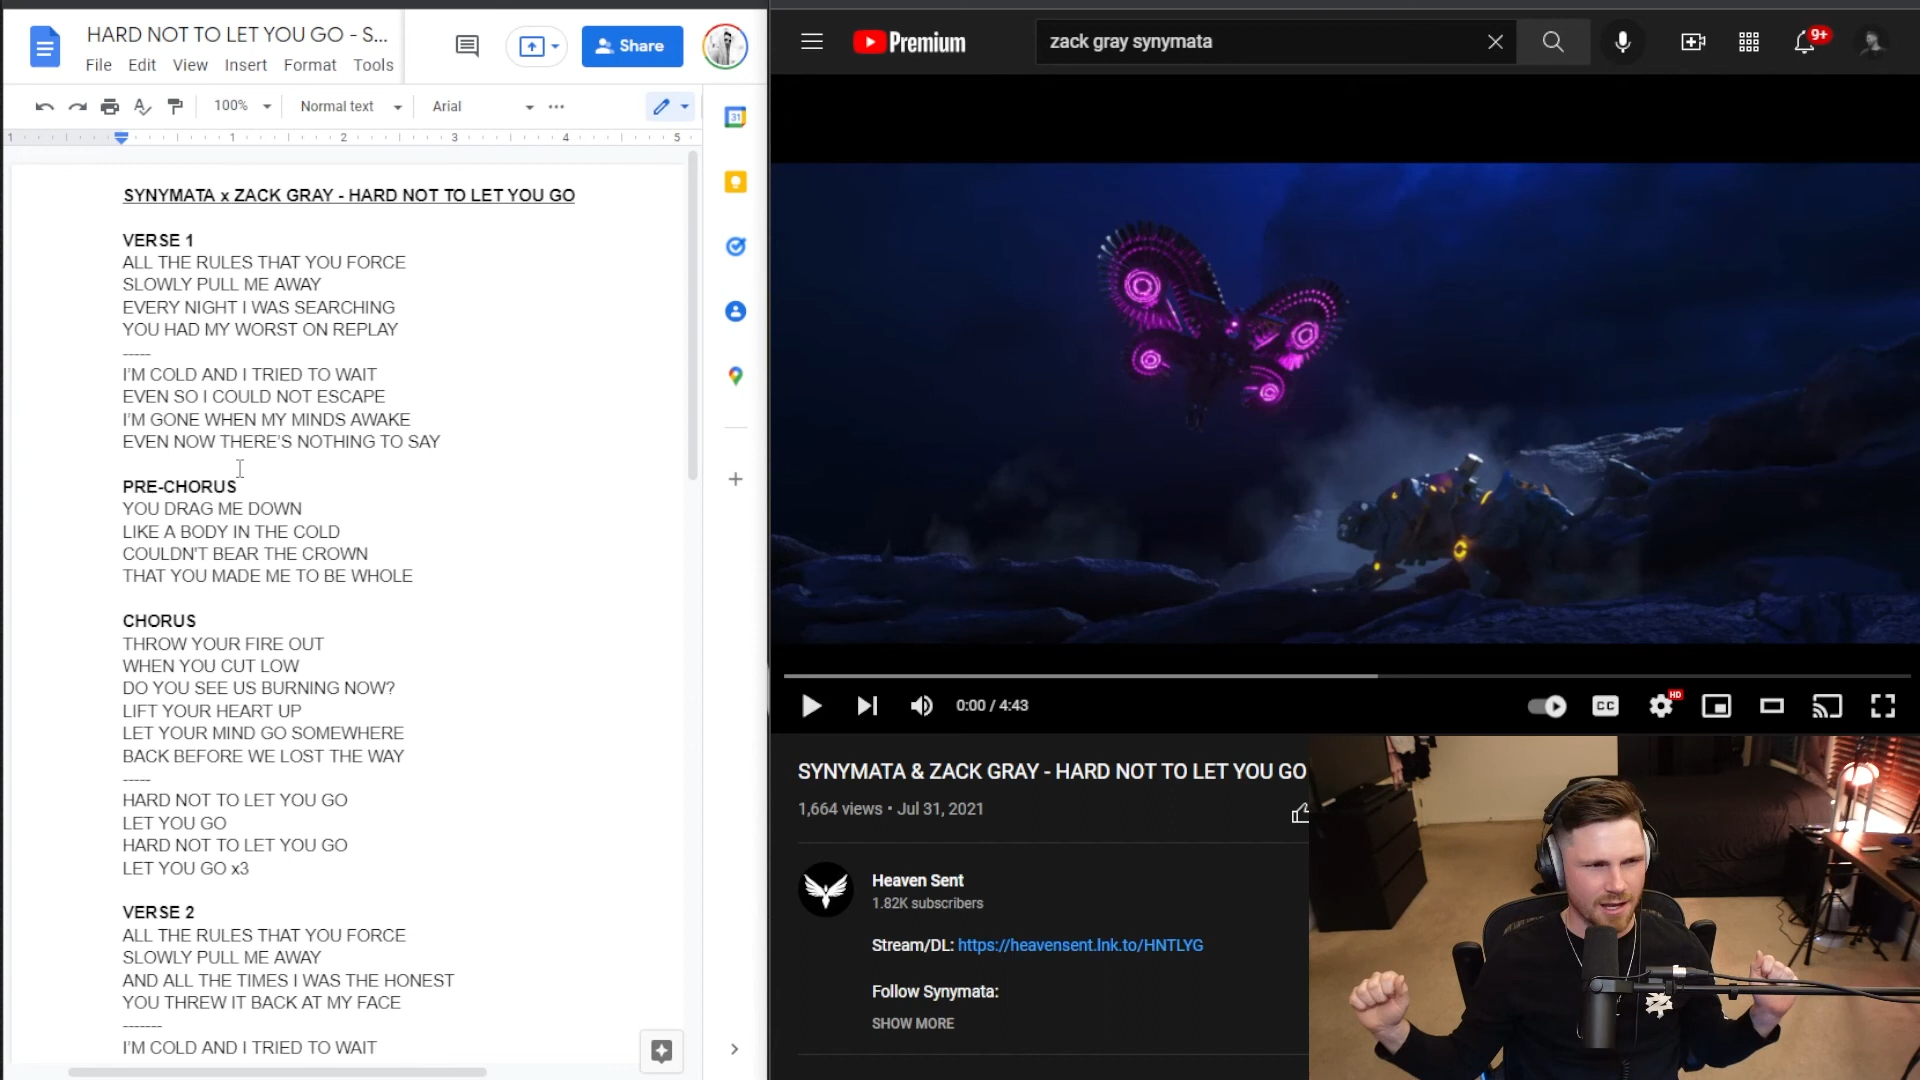 HARD NOT TO LET YOU GO - S...
File Edit View Insert Format Tools
Share
100% Normal text Arial
1 1 2 3 4 5
31
SYNYMATA x ZACK GRAY - HARD NOT TO LET YOU GO
VERSE 1
ALL THE RULES THAT YOU FORCE
SLOWLY PULL ME AWAY
EVERY NIGHT I WAS SEARCHING
YOU HAD MY WORST ON REPLAY
-----
I'M COLD AND I TRIED TO WAIT
EVEN SO I COULD NOT ESCAPE
I'M GONE WHEN MY MINDS AWAKE
EVEN NOW THERE'S NOTHING TO SAY
PRE-CHORUS
YOU DRAG ME DOWN
LIKE A BODY IN THE COLD
COULDN'T BEAR THE CROWN
THAT YOU MADE ME TO BE WHOLE
CHORUS
THROW YOUR FIRE OUT
WHEN YOU CUT LOW
DO YOU SEE US BURNING NOW?
LIFT YOUR HEART UP
LET YOUR MIND GO SOMEWHERE
BACK BEFORE WE LOST THE WAY
-----
HARD NOT TO LET YOU GO
LET YOU GO
HARD NOT TO LET YOU GO
LET YOU GO x3
VERSE 2
ALL THE RULES THAT YOU FORCE
SLOWLY PULL ME AWAY
AND ALL THE TIMES I WAS THE HONEST
YOU THREW IT BACK AT MY FACE
-------
I'M COLD AND I TRIED TO WAIT
Premium
zack gray synymata
9+
0:00 / 4:43
CC
HD
SYNYMATA & ZACK GRAY - HARD NOT TO LET YOU GO
1,664 views • Jul 31, 2021
Heaven Sent
1.82K subscribers
Stream/DL: https://heavensent.lnk.to/HNTLYG
Follow Synymata:
SHOW MORE